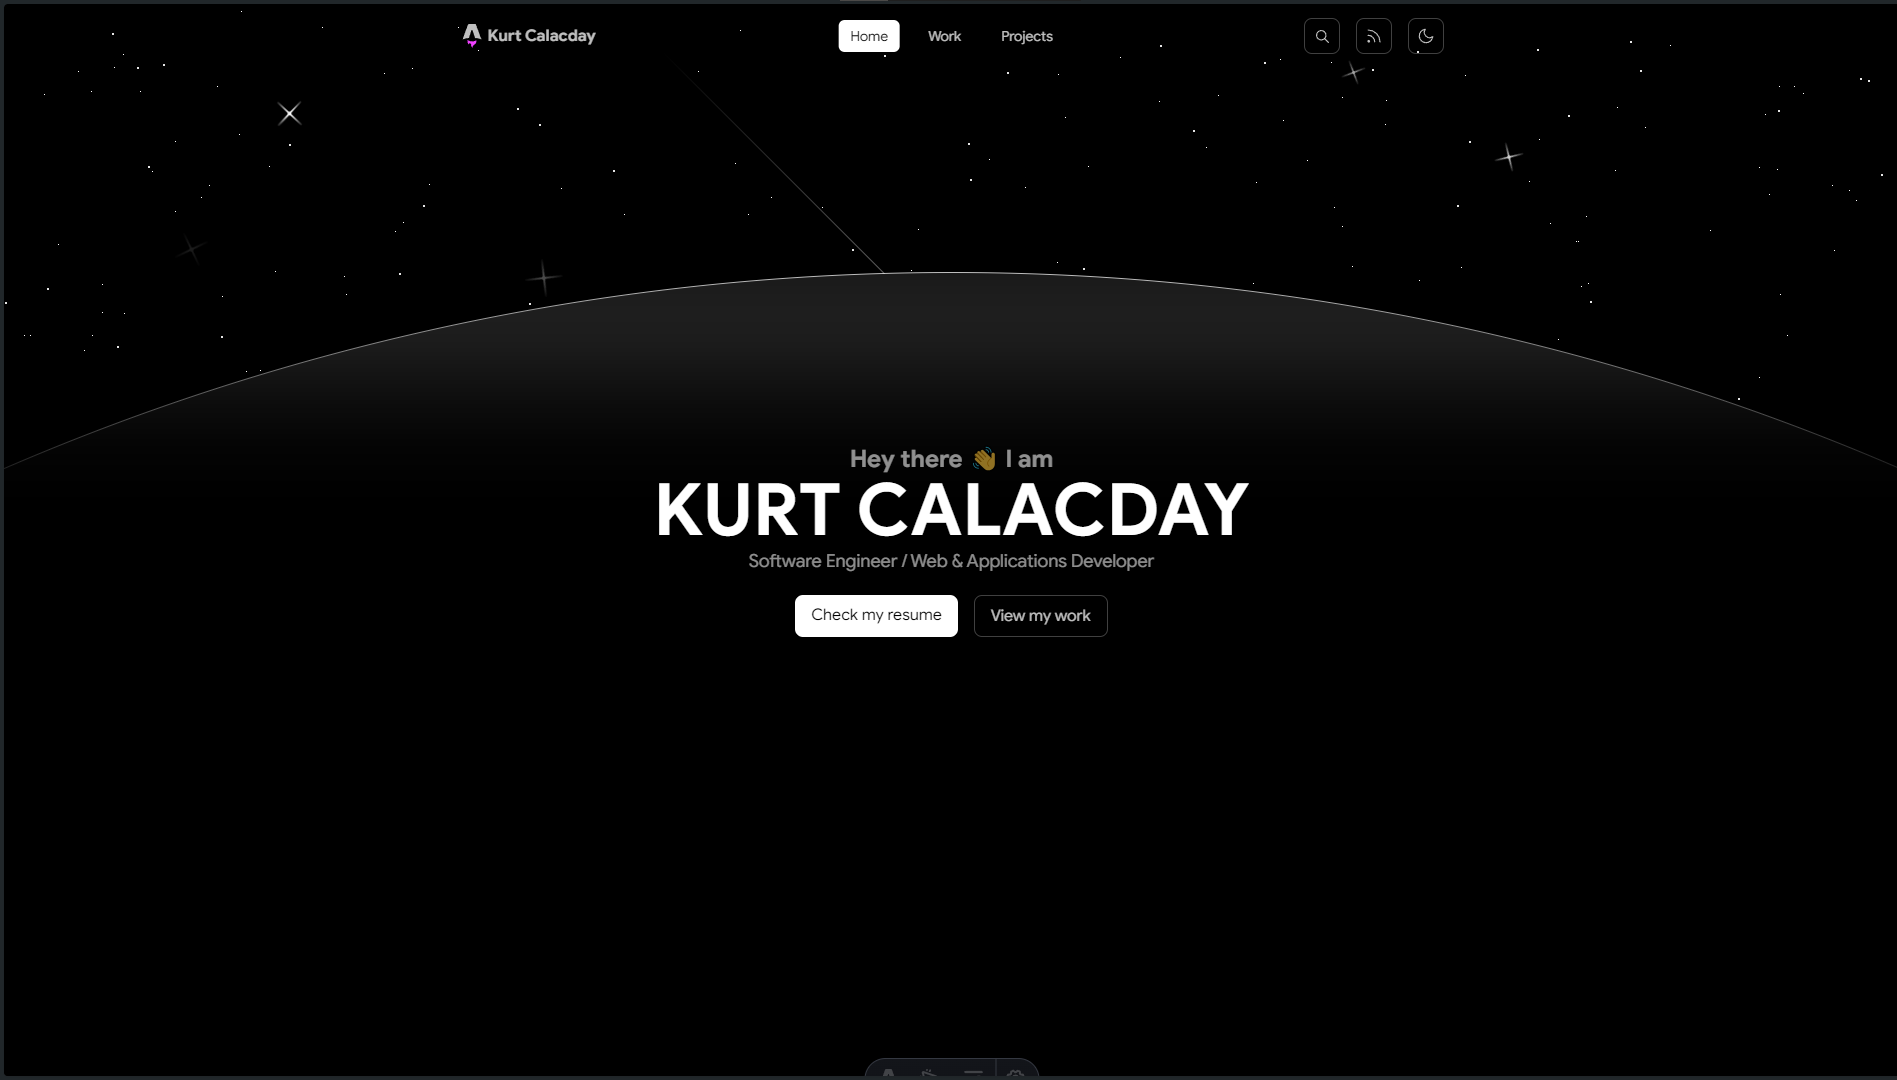 Kurt Calacday
Home Work Projects
Hey there 👋 I am
KURT CALACDAY
Software Engineer / Web & Applications Developer
Check my resume View my work